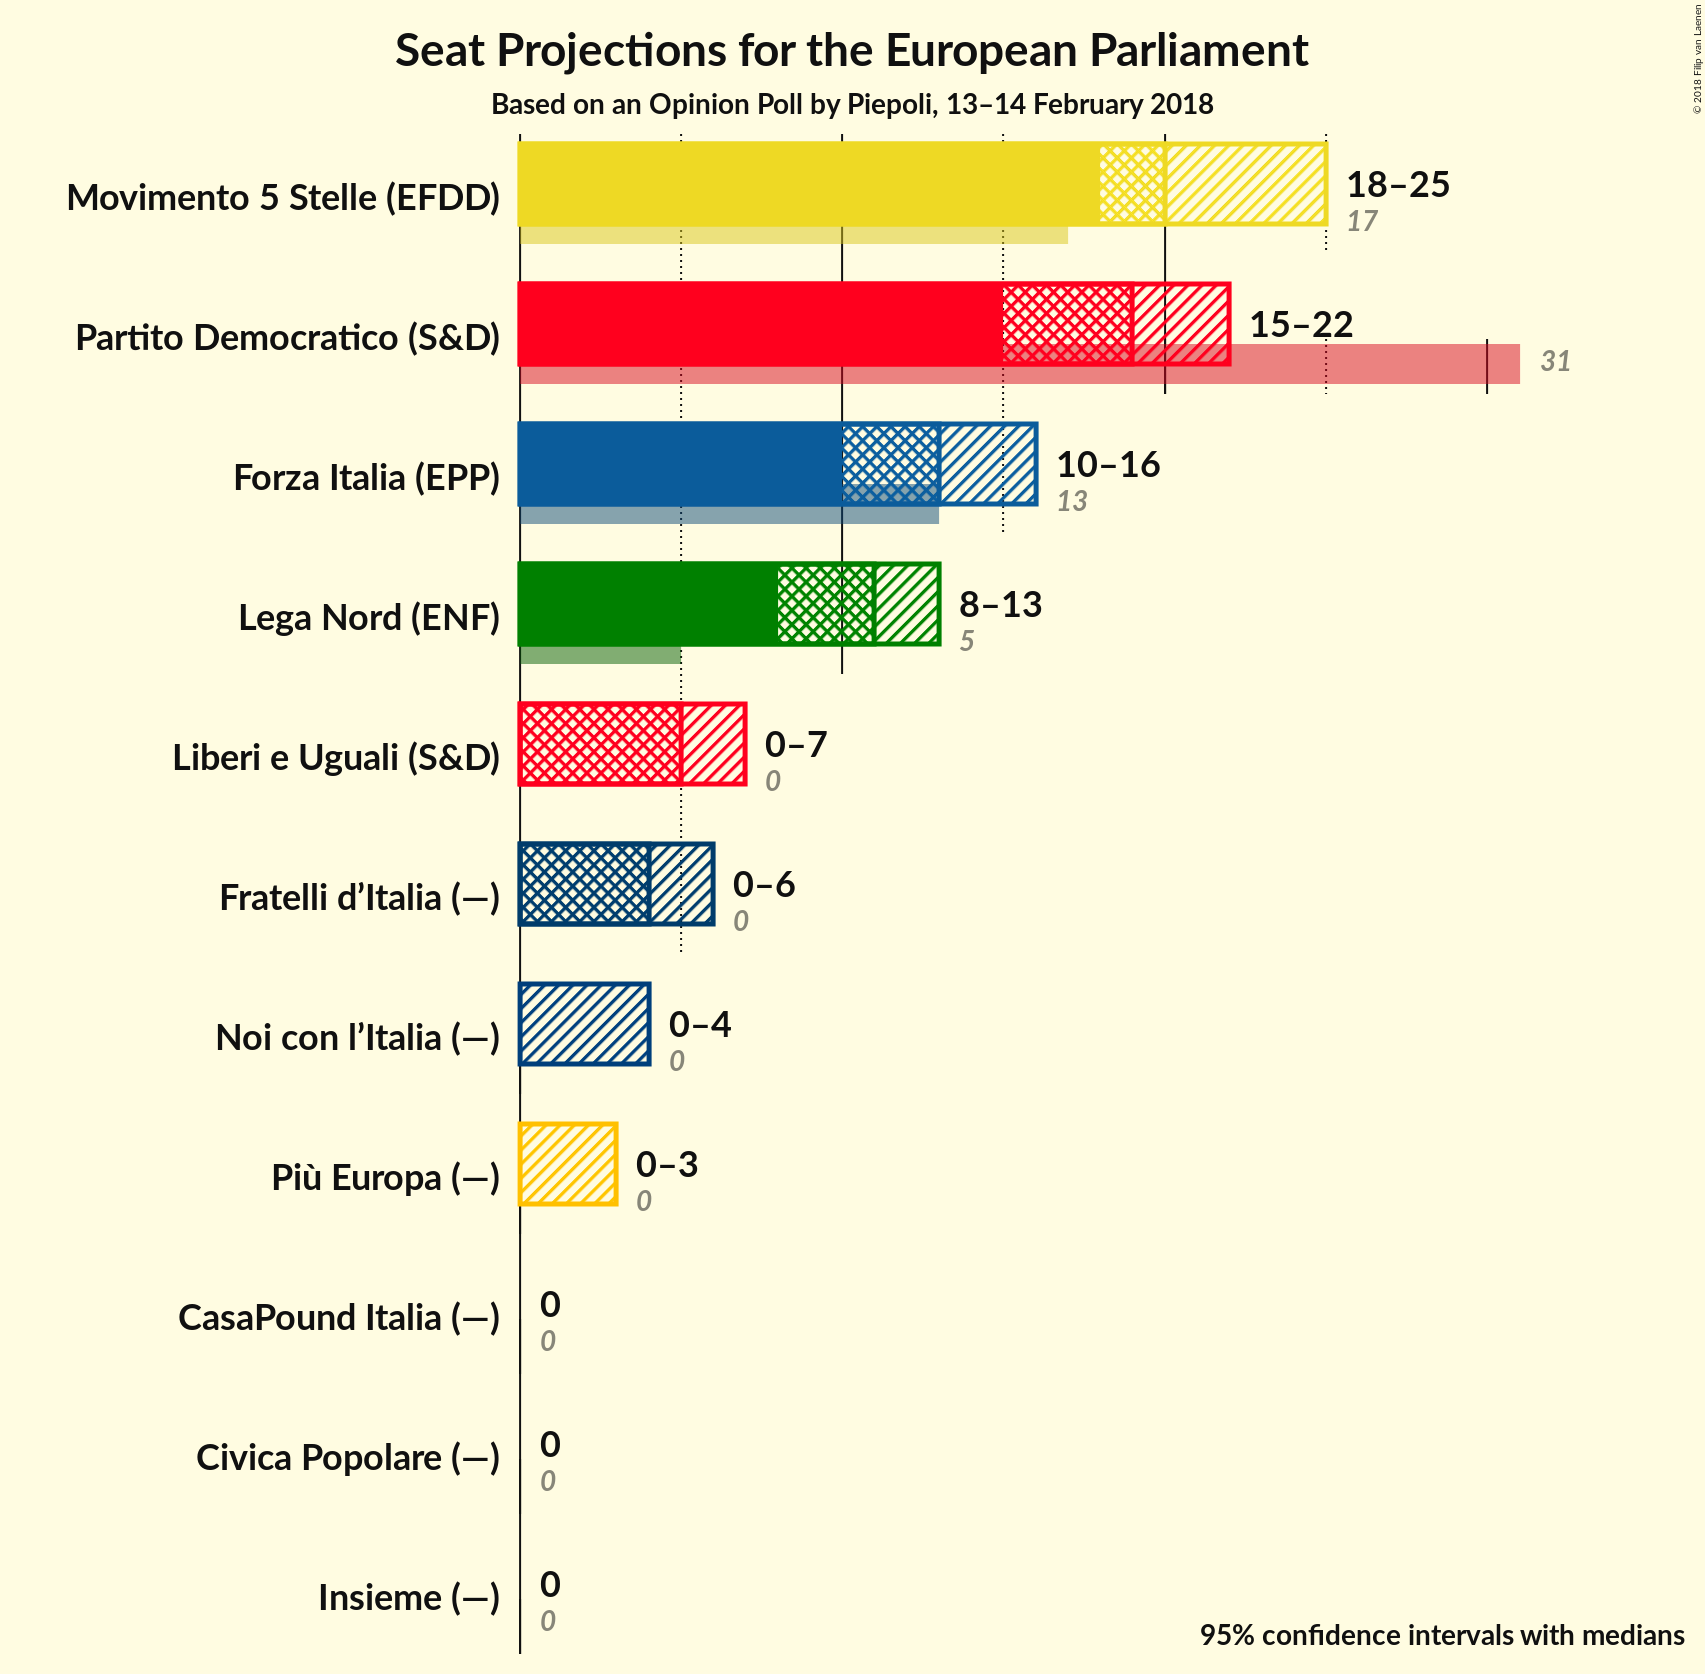 Seat Projections for the European Parliament
Based on an Opinion Poll by Piepoli, 13–14 February 2018
© 2018 Filip van Laenen
Movimento 5 Stelle (EFDD)
18–25
17
Partito Democratico (S&D)
15–22
31
Forza Italia (EPP)
10–16
13
Lega Nord (ENF)
8–13
5
Liberi e Uguali (S&D)
0–7
0
Fratelli d’Italia (—)
0–6
0
Noi con l’Italia (—)
0–4
0
Più Europa (—)
0–3
0
CasaPound Italia (—)
0
0
Civica Popolare (—)
0
0
Insieme (—)
0
0
95% confidence intervals with medians